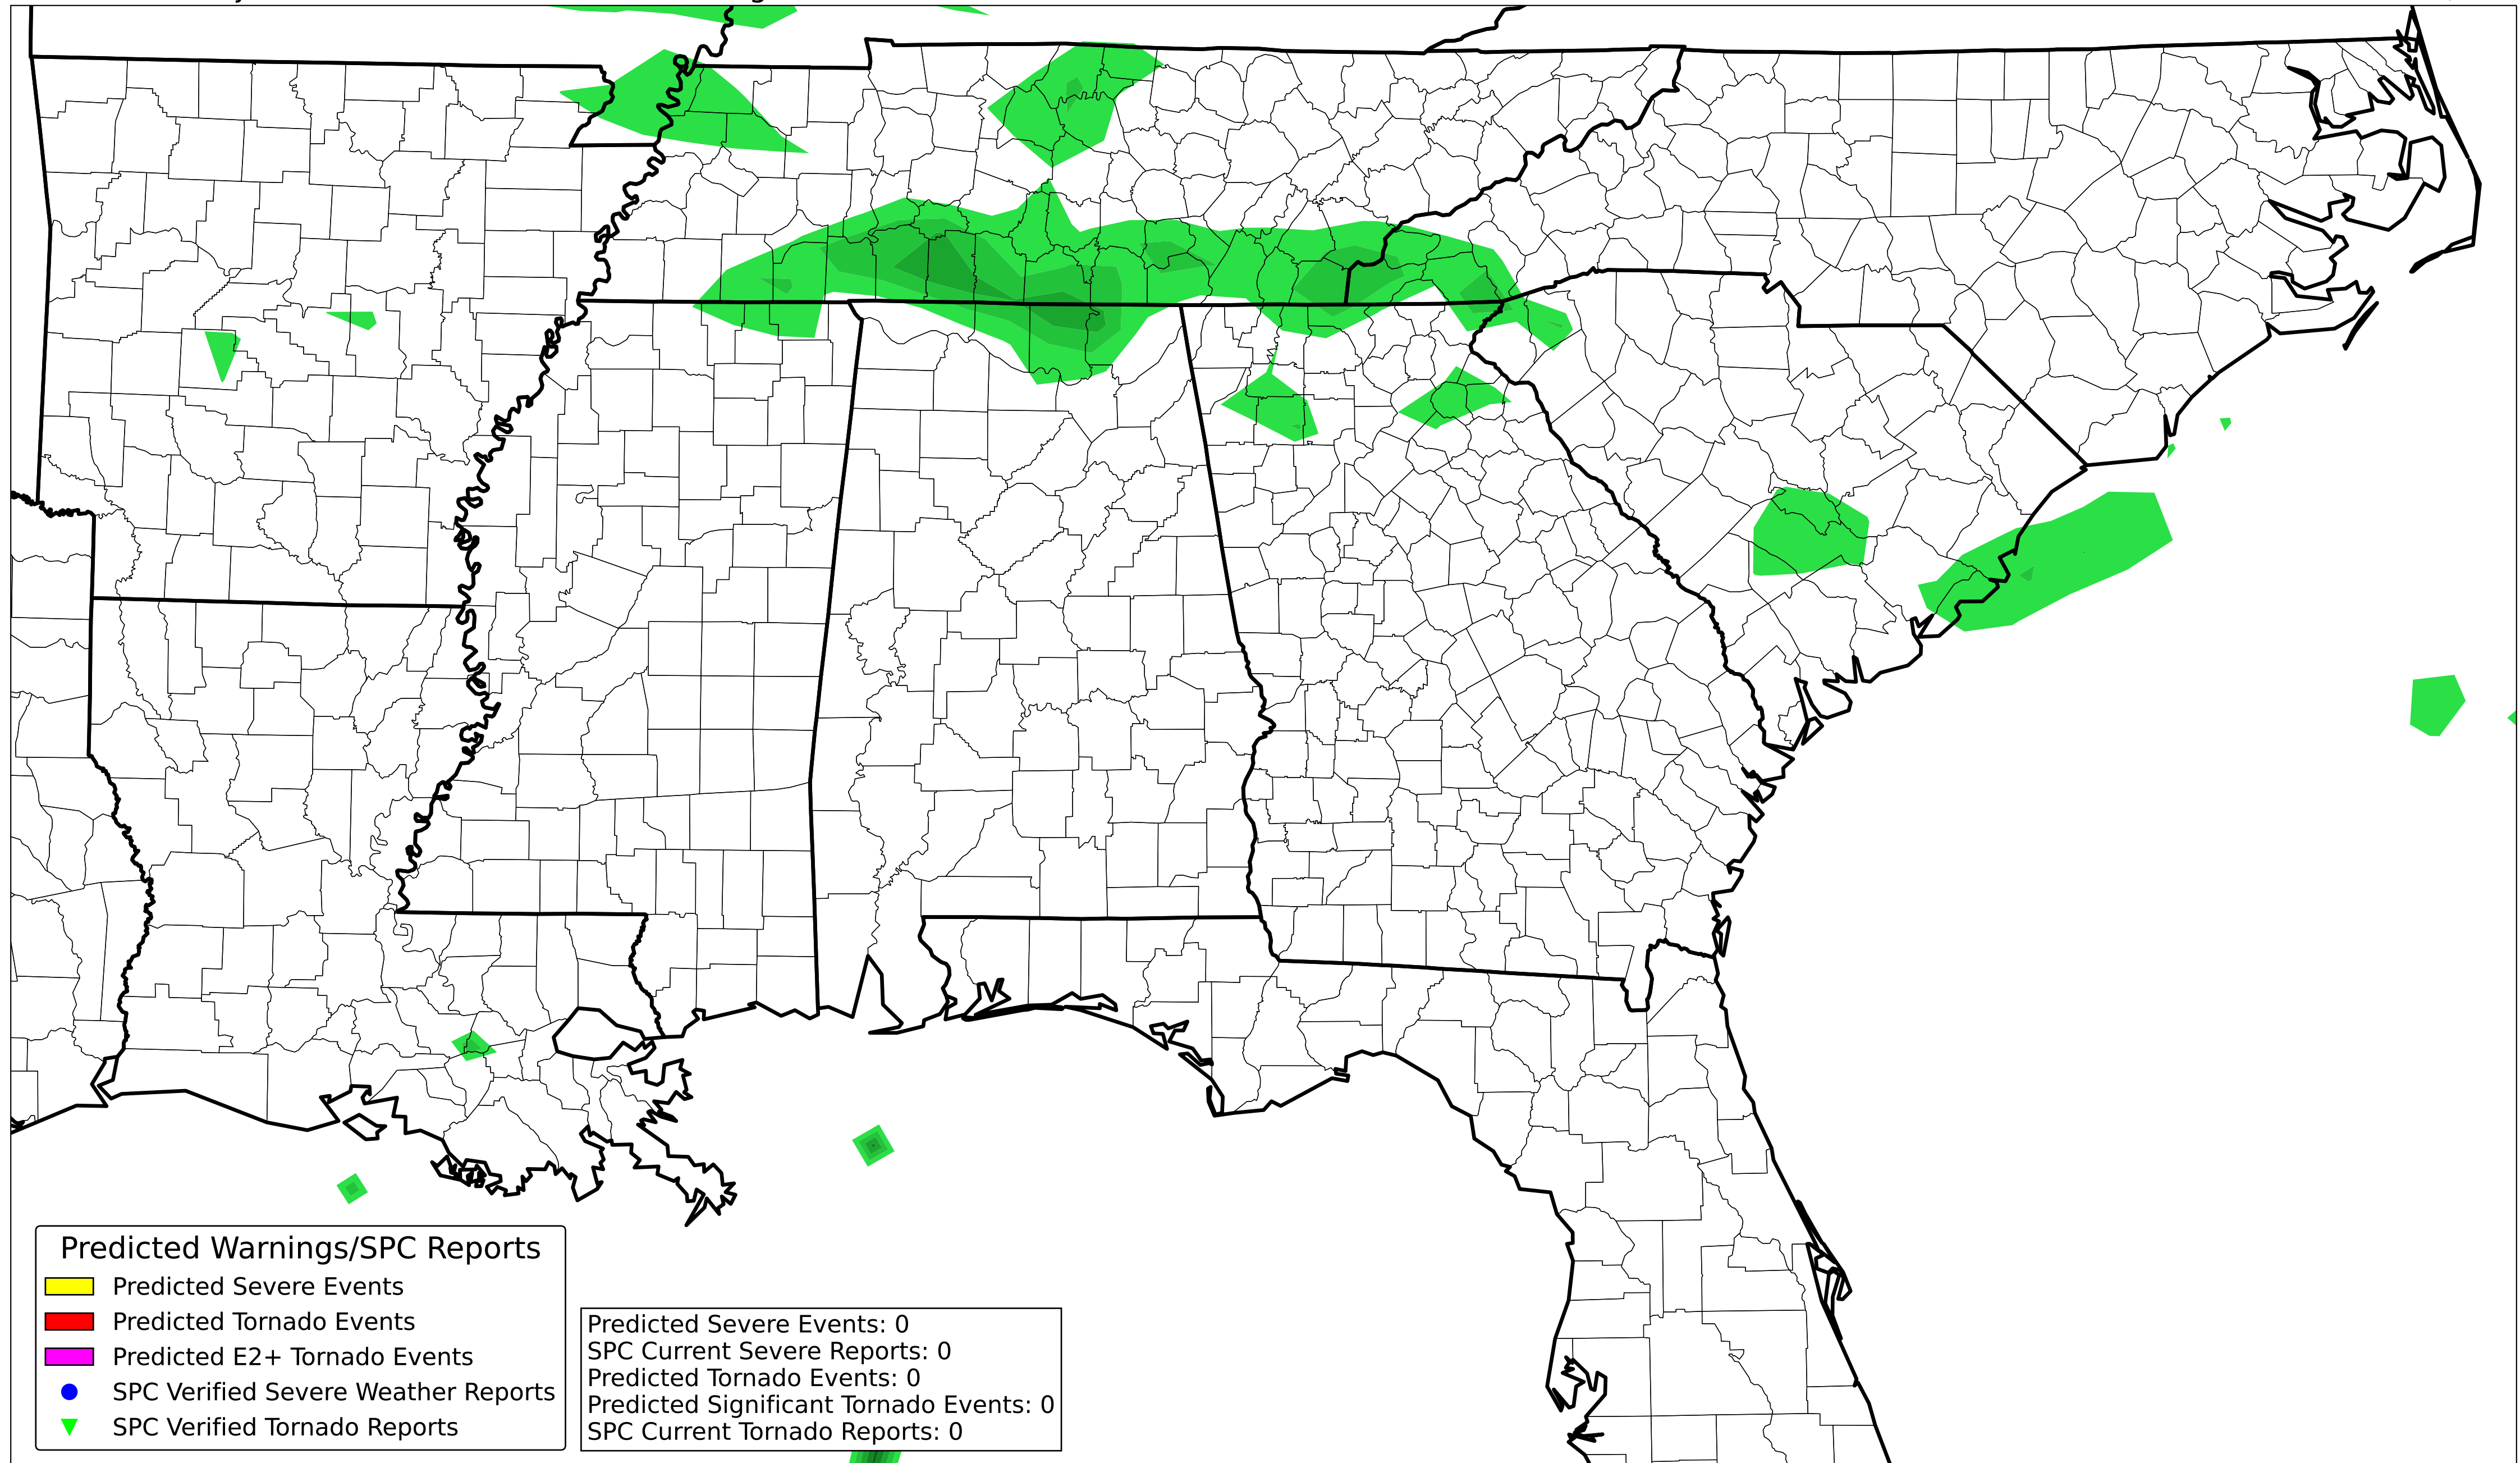 Predicted Warnings/SPC Reports
Predicted Severe Events
Predicted Tornado Events
Predicted E2+ Tornado Events
SPC Verified Severe Weather Reports
SPC Verified Tornado Reports
Predicted Severe Events: 0
SPC Current Severe Reports: 0
Predicted Tornado Events: 0
Predicted Significant Tornado Events: 0
SPC Current Tornado Reports: 0